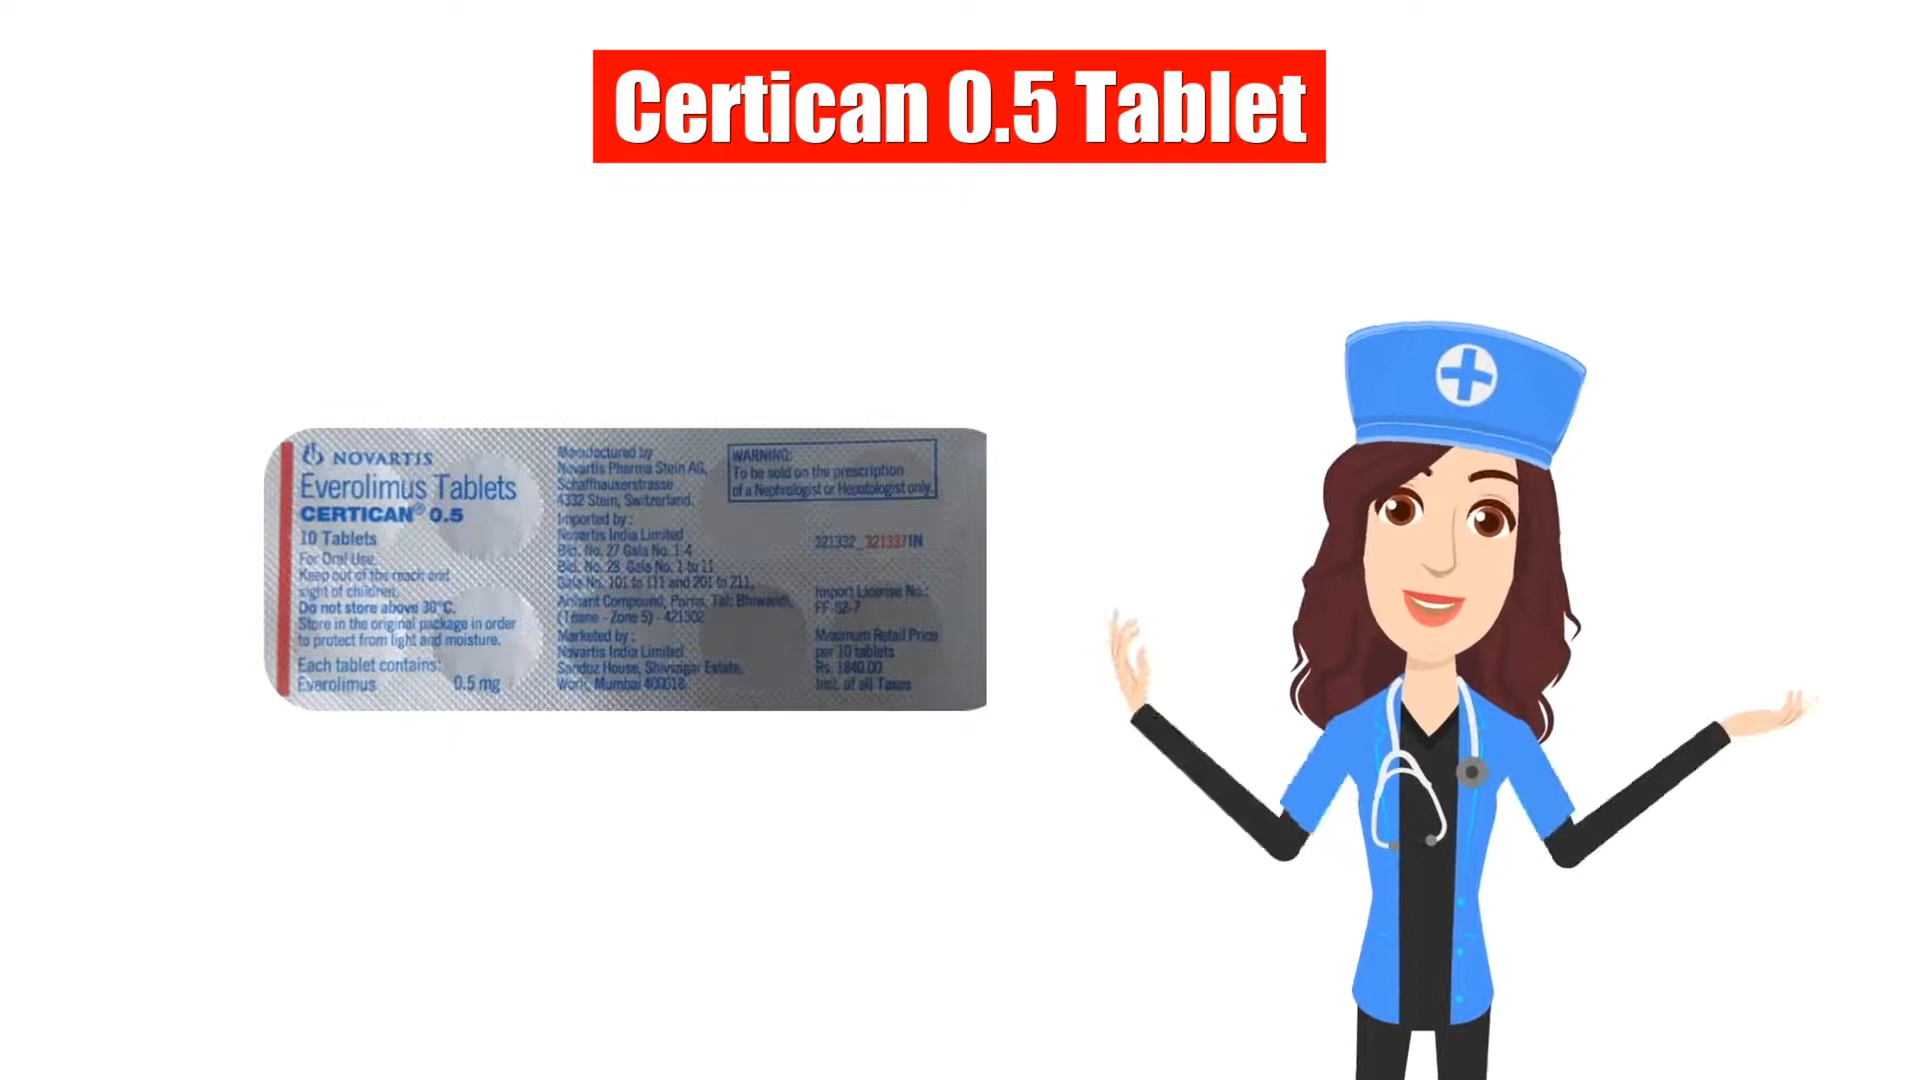 Certican 0.5 Tablet
NOVARTIS
Everolimus Tablets
CERTICAN® 0.5
10 Tablets
For Oral Use.
Keep out of the reach and
sight of children.
Do not store above 30°C.
Store in the original package in order
to protect from light and moisture.
Each tablet contains:
Everolimus 0.5 mg
Manufactured by
Novartis Pharma Stein AG,
Schaffhauserstrasse
4332 Stein, Switzerland.
Imported by :
Novartis India Limited
Bld. No. 27 Gala No. 1-4
Bld. No. 28 Gala No. 1 to 11
Gala No. 101 to 111 and 201 to 211,
Arihant Compound, Tal: Bhiwandi,
(Thane - Zone 5) - 421302
Marketed by :
Novartis India Limited
Sandoz House, Shivsagar Estate,
Worli, Mumbai 400018.
WARNING:
To be sold on the prescription
of a Nephrologist or Hepatologist only.
321332_321337IN
Import License No.:
Maximum Retail Price
per 10 tablets
Rs. 1840.00
Incl. of all Taxes